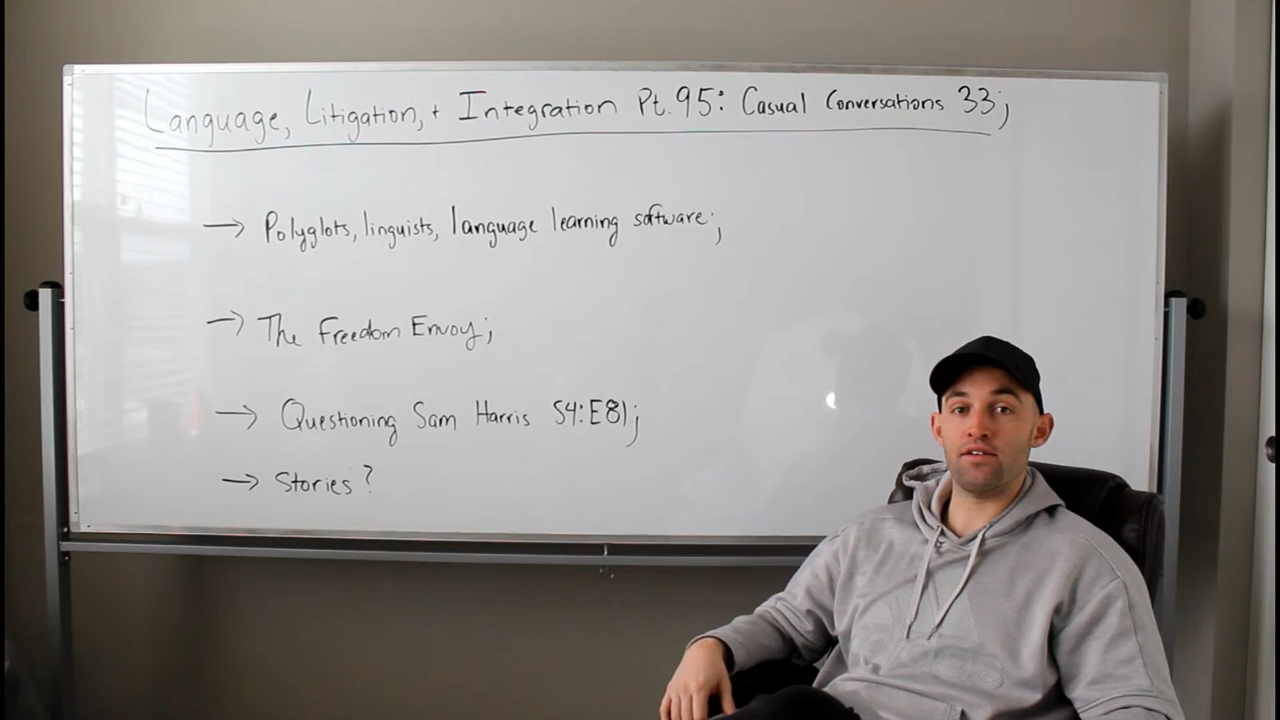 Language, Litigation, + Integration Pt. 95: Casual Conversations 33;
→ Polyglots, linguists, language learning software;
→ The Freedom Envoy;
→ Questioning Sam Harris S4:E81;
→ Stories?
adidas